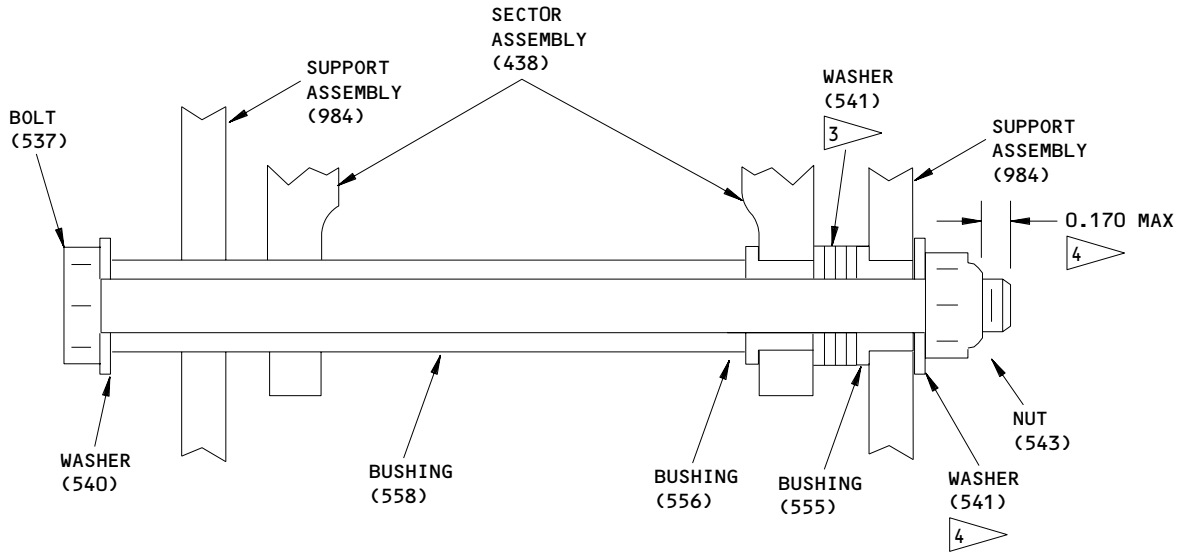 SECTOR
ASSEMBLY
(438)
SUPPORT
ASSEMBLY
(984)
WASHER
(541)
3
BOLT
(537)
SUPPORT
ASSEMBLY
(984)
0.170 MAX
4
WASHER
(540)
BUSHING
(558)
BUSHING
(556)
BUSHING
(555)
WASHER
(541)
4
NUT
(543)